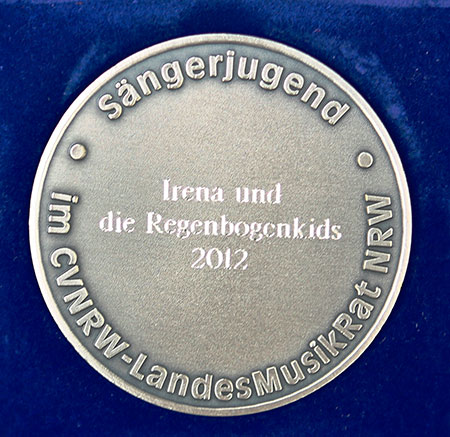 Sängerjugend
Irena und
die Regenbogenkids
2012
im CVNRW-LandesMusikRat NRW